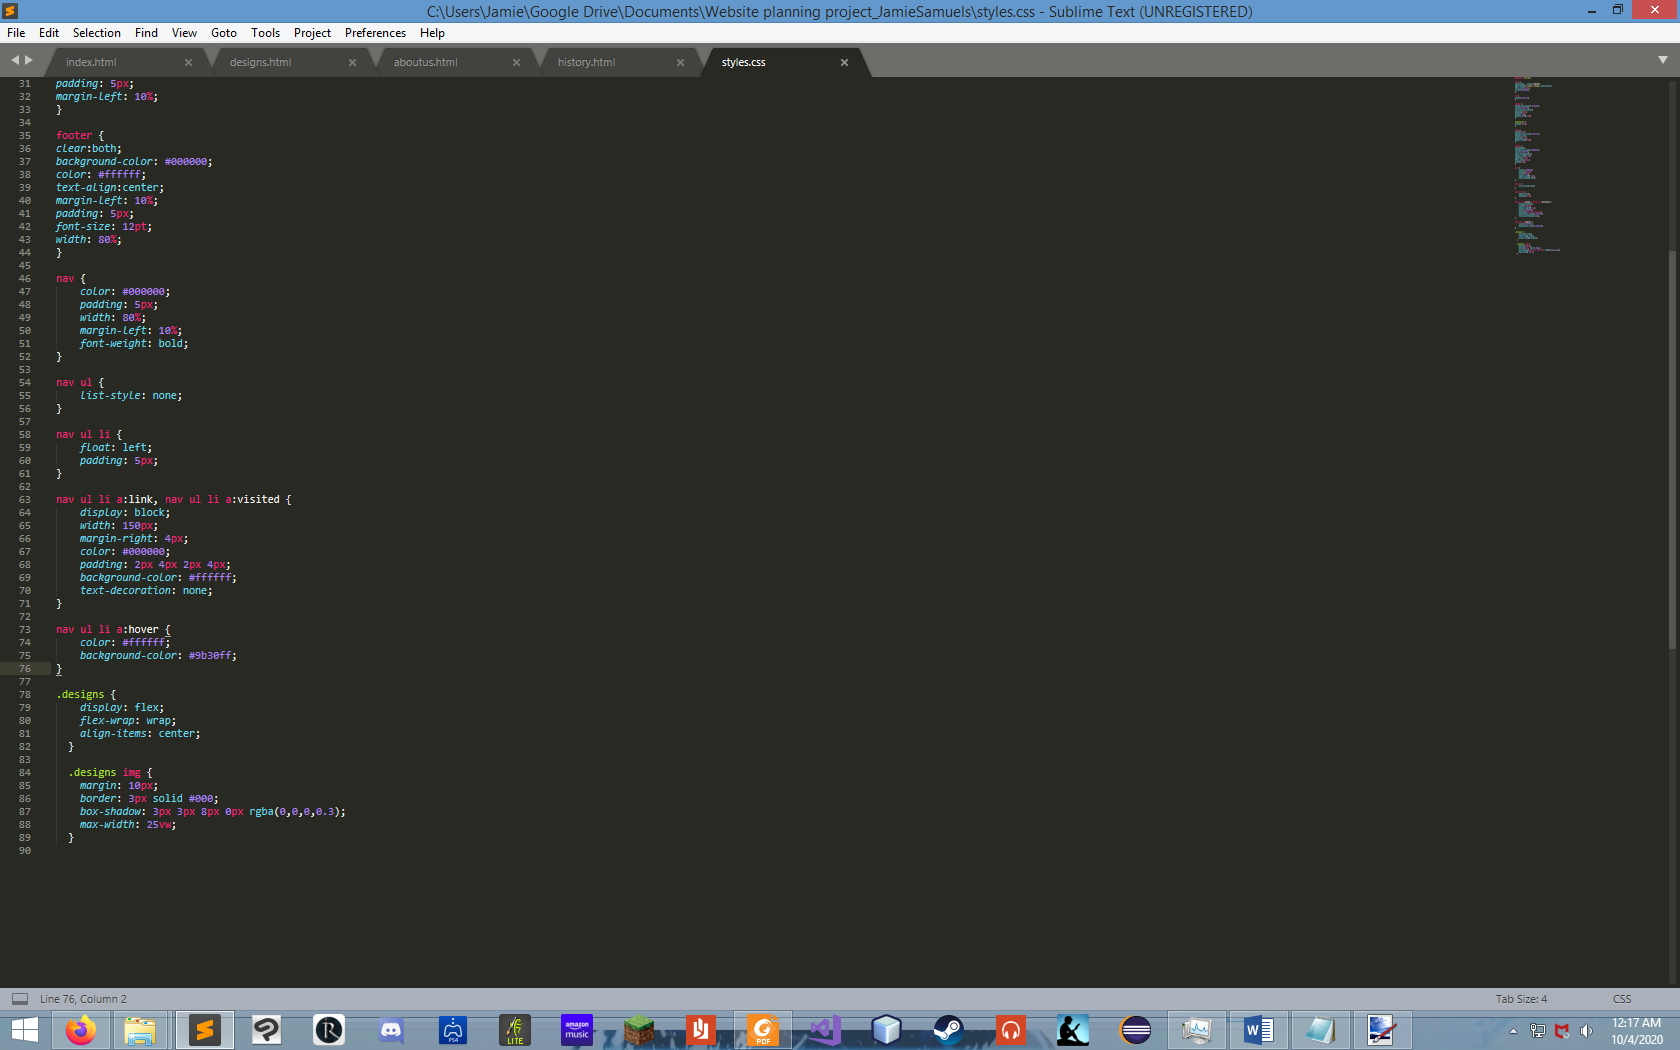 C:\Users\Jamie\Google Drive\Documents\Website planning project_JamieSamuels\styles.css - Sublime Text (UNREGISTERED)
File Edit Selection Find View Goto Tools Project Preferences Help
index.html designs.html aboutus.html history.html styles.css
31 padding: 5px;
32 margin-left: 10%;
33 }
34
35 footer {
36 clear:both;
37 background-color: #000000;
38 color: #ffffff;
39 text-align:center;
40 margin-left: 10%;
41 padding: 5px;
42 font-size: 12pt;
43 width: 80%;
44 }
45
46 nav {
47 color: #000000;
48 padding: 5px;
49 width: 80%;
50 margin-left: 10%;
51 font-weight: bold;
52 }
53
54 nav ul {
55 list-style: none;
56 }
57
58 nav ul li {
59 float: left;
60 padding: 5px;
61 }
62
63 nav ul li a:link, nav ul li a:visited {
64 display: block;
65 width: 150px;
66 margin-right: 4px;
67 color: #000000;
68 padding: 2px 4px 2px 4px;
69 background-color: #ffffff;
70 text-decoration: none;
71 }
72
73 nav ul li a:hover {
74 color: #ffffff;
75 background-color: #9b30ff;
76 }
77
78 .designs {
79 display: flex;
80 flex-wrap: wrap;
81 align-items: center;
82 }
83
84 .designs img {
85 margin: 10px;
86 border: 3px solid #000;
87 box-shadow: 3px 3px 8px 0px rgba(0,0,0,0.3);
88 max-width: 25vw;
89 }
90
Line 76, Column 2 Tab Size: 4 CSS
R PS4 LITE amazon music PDF W
12:17 AM
10/4/2020